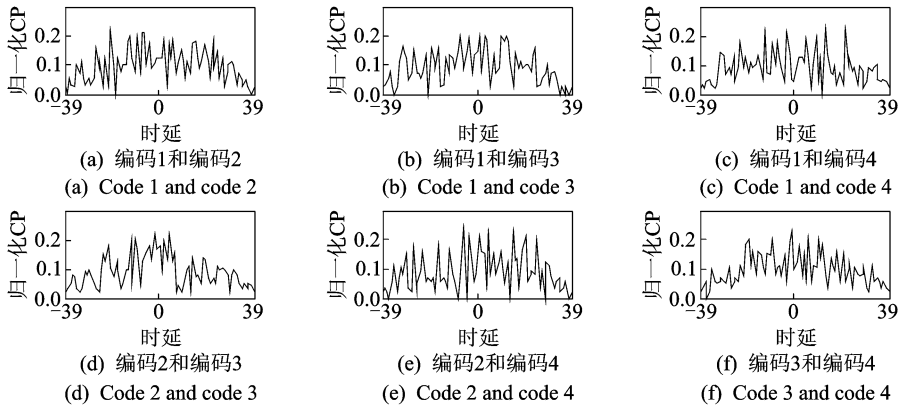 归一化CP
0.2
0.1
0.0
−39
0
39
时延
(a) 编码1和编码2
(a) Code 1 and code 2
归一化CP
0.2
0.1
0.0
−39
0
39
时延
(b) 编码1和编码3
(b) Code 1 and code 3
归一化CP
0.2
0.1
0.0
−39
0
39
时延
(c) 编码1和编码4
(c) Code 1 and code 4
归一化CP
0.2
0.1
0.0
−39
0
39
时延
(d) 编码2和编码3
(d) Code 2 and code 3
归一化CP
0.2
0.1
0.0
−39
0
39
时延
(e) 编码2和编码4
(e) Code 2 and code 4
归一化CP
0.2
0.1
0.0
−39
0
39
时延
(f) 编码3和编码4
(f) Code 3 and code 4